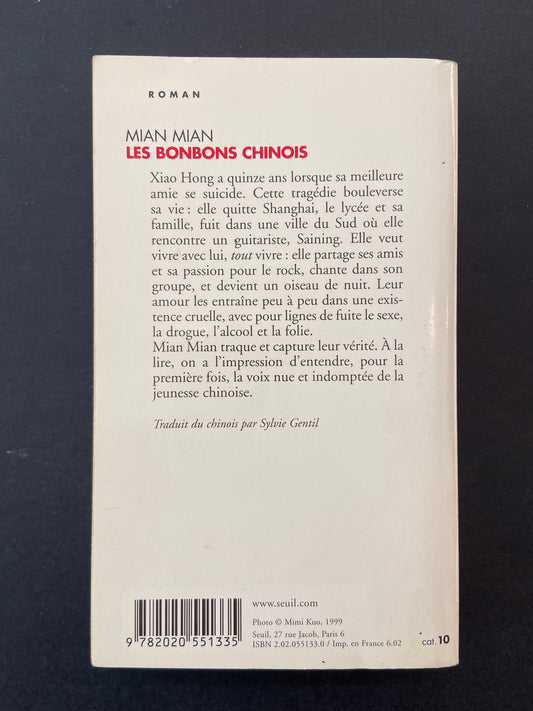 ROMAN
MIAN MIAN
LES BONBONS CHINOIS
Xiao Hong a quinze ans lorsque sa meilleure
amie se suicide. Cette tragédie bouleverse
sa vie : elle quitte Shanghai, le lycée et sa
famille, fuit dans une ville du Sud où elle
rencontre un guitariste, Saining. Elle veut
vivre avec lui, tout vivre : elle partage ses amis
et sa passion pour le rock, chante dans son
groupe, et devient un oiseau de nuit. Leur
amour les entraîne peu à peu dans une exis-
tence cruelle, avec pour lignes de fuite le sexe,
la drogue, l'alcool et la folie.
Mian Mian traque et capture leur vérité. À la
lire, on a l'impression d'entendre, pour la
première fois, la voix nue et indomptée de la
jeunesse chinoise.
Traduit du chinois par Sylvie Gentil
www.seuil.com
Photo © Mimi Kuo, 1999
Seuil, 27 rue Jacob, Paris 6
ISBN 2.02.055133.0 / Imp. en France 6.02
cat. 10
9 782020 551335